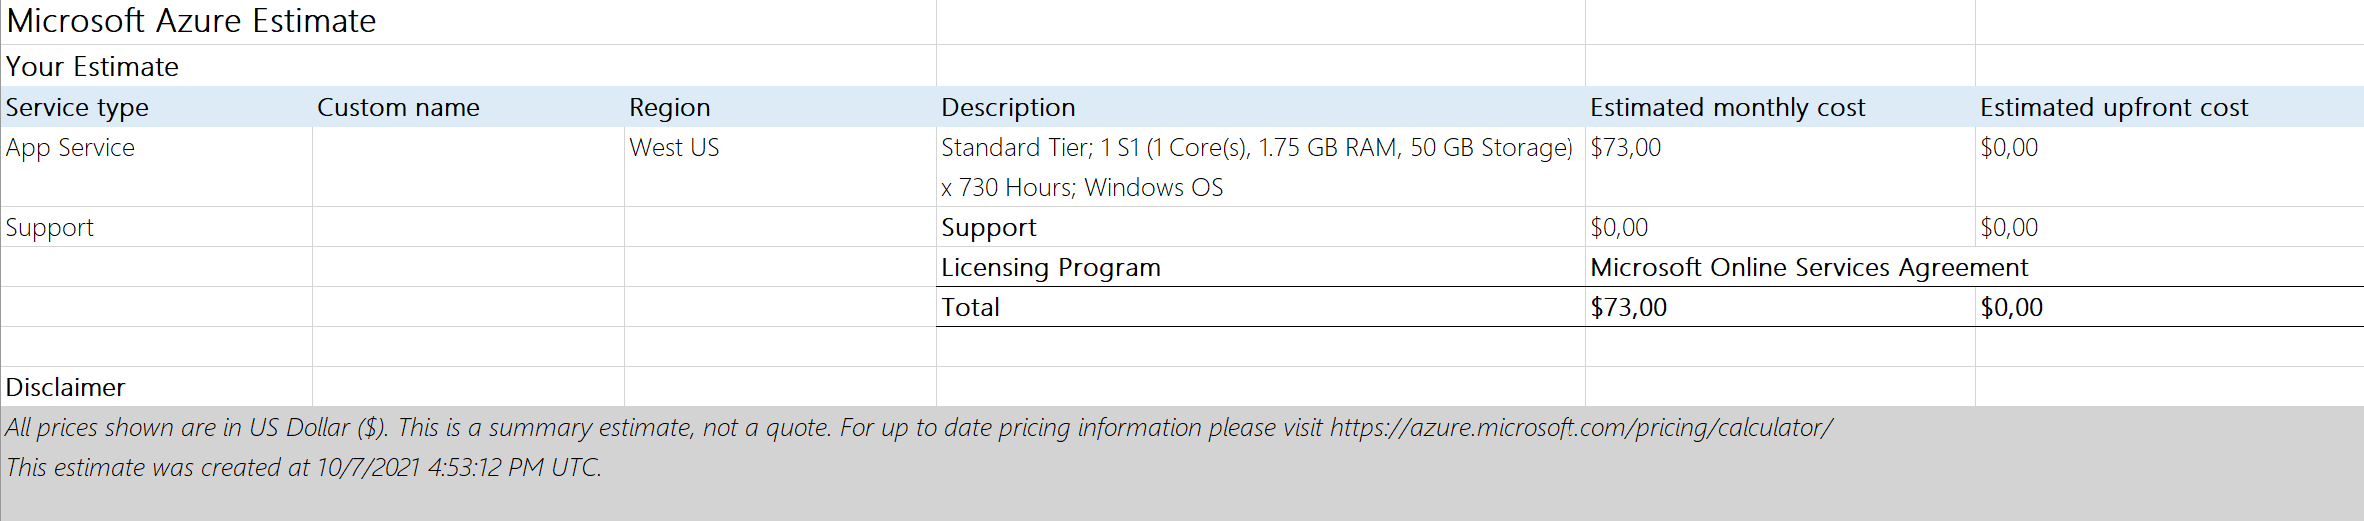 Microsoft Azure Estimate
Your Estimate
Service type Custom name Region Description Estimated monthly cost Estimated upfront cost
App Service West US Standard Tier; 1 S1 (1 Core(s), 1.75 GB RAM, 50 GB Storage) $73,00 $0,00
x 730 Hours; Windows OS
Support Support $0,00 $0,00
Licensing Program Microsoft Online Services Agreement
Total $73,00 $0,00
Disclaimer
All prices shown are in US Dollar ($). This is a summary estimate, not a quote. For up to date pricing information please visit https://azure.microsoft.com/pricing/calculator/
This estimate was created at 10/7/2021 4:53:12 PM UTC.